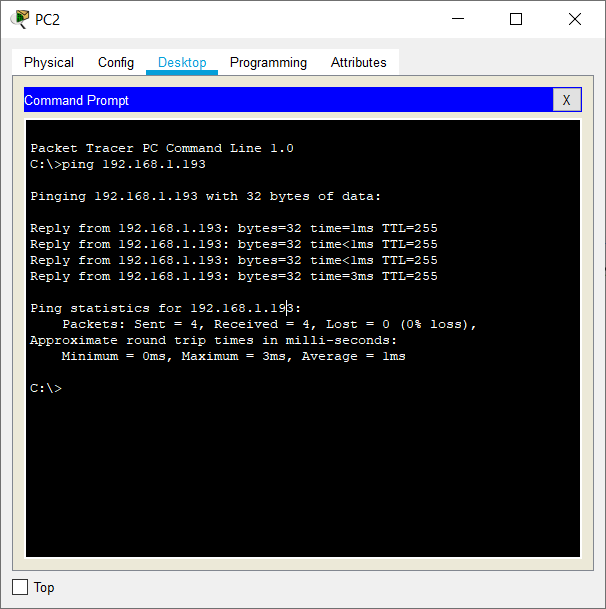 PC2
Physical Config Desktop Programming Attributes
Command Prompt X
Packet Tracer PC Command Line 1.0
C:\>ping 192.168.1.193
Pinging 192.168.1.193 with 32 bytes of data:
Reply from 192.168.1.193: bytes=32 time=1ms TTL=255
Reply from 192.168.1.193: bytes=32 time<1ms TTL=255
Reply from 192.168.1.193: bytes=32 time<1ms TTL=255
Reply from 192.168.1.193: bytes=32 time=3ms TTL=255
Ping statistics for 192.168.1.193:
Packets: Sent = 4, Received = 4, Lost = 0 (0% loss),
Approximate round trip times in milli-seconds:
Minimum = 0ms, Maximum = 3ms, Average = 1ms
C:\>
Top